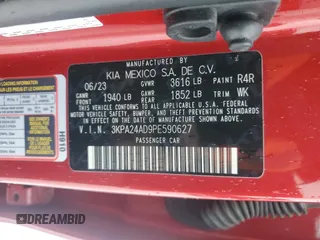 MANUFACTURED BY
KIA MEXICO S.A. DE C.V.
06/23 GVWR 3616 LB PAINT R4R
GAWR FRONT 1940 LB GAWR REAR 1852 LB TRIM WK
THIS VEHICLE CONFORMS TO ALL APPLICABLE U.S.
FEDERAL MOTOR VEHICLE SAFETY, BUMPER,
AND THEFT PREVENTION STANDARDS IN EFFECT ON
THE DATE OF MANUFACTURE SHOWN ABOVE.
V.I.N. 3KPA24AD9PE590627
PASSENGER CAR
H910
© DRAFTBIDS